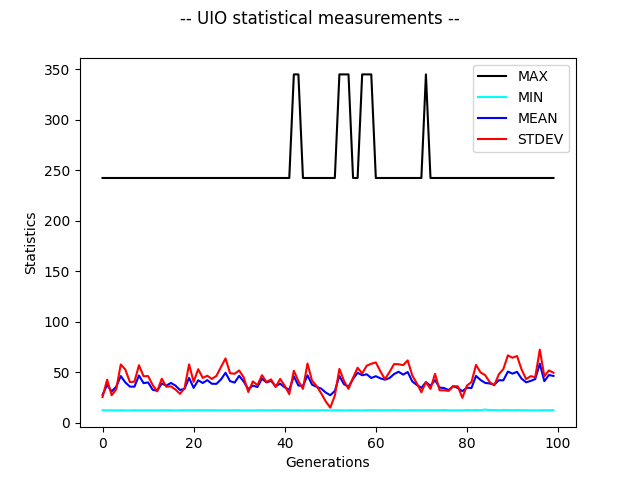 -- UIO statistical measurements --
350
300
250
200
150
100
50
0
Statistics
MAX
MIN
MEAN
STDEV
0 20 40 60 80 100
Generations